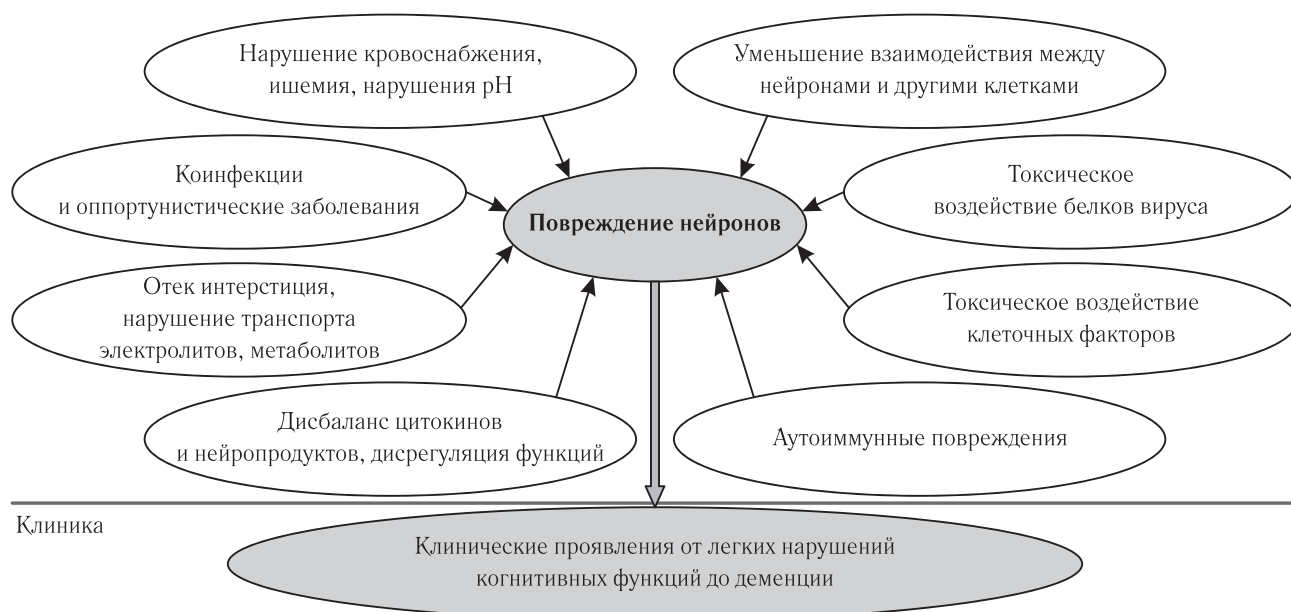 Нарушение кровоснабжения,
ишемия, нарушения pH
Уменьшение взаимодействия между
нейронами и другими клетками
Коинфекции
и оппортунистические заболевания
Повреждение нейронов
Токсическое
воздействие белков вируса
Отек интерстиция,
нарушение транспорта
электролитов, метаболитов
Токсическое воздействие
клеточных факторов
Дисбаланс цитокинов
и нейропродуктов, дисрегуляция функций
Аутоиммунные повреждения
Клиника
Клинические проявления от легких нарушений
когнитивных функций до деменции